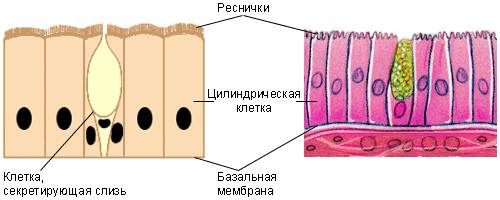 Реснички
Цилиндрическая
клетка
Клетка,
секретирующая слизь
Базальная
мембрана